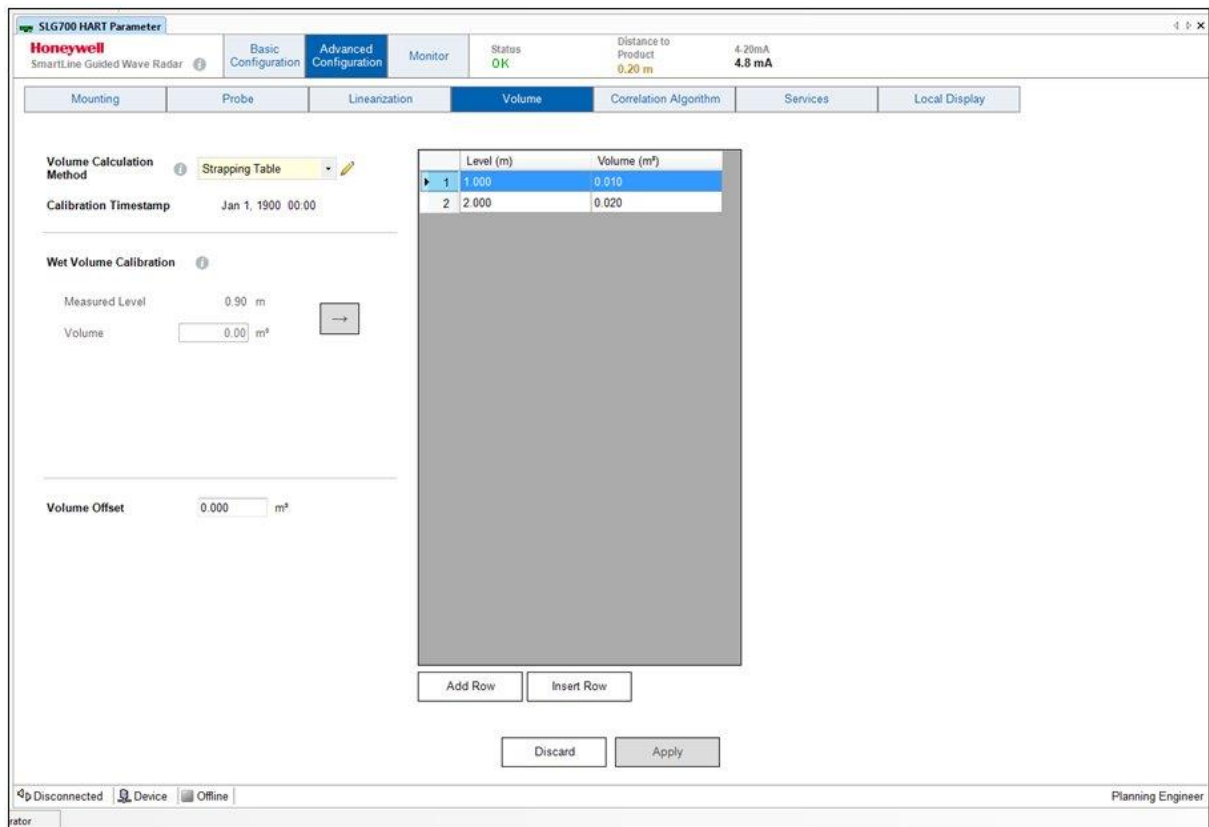 SLG700 HART Parameter
Honeywell
SmartLine Guided Wave Radar
Basic Configuration
Advanced Configuration
Monitor
Status
OK
Distance to Product
0.20 m
4-20mA
4.8 mA
Mounting Probe Linearization Volume Correlation Algorithm Services Local Display
Volume Calculation Method
Strapping Table
Calibration Timestamp Jan 1, 1900 00:00
Wet Volume Calibration
Measured Level 0.90 m
Volume 0.00 m³
→
Volume Offset 0.000 m³
Level (m) Volume (m³)
1 1.000 0.010
2 2.000 0.020
Add Row Insert Row
Discard Apply
Disconnected Device Offline Planning Engineer
rator